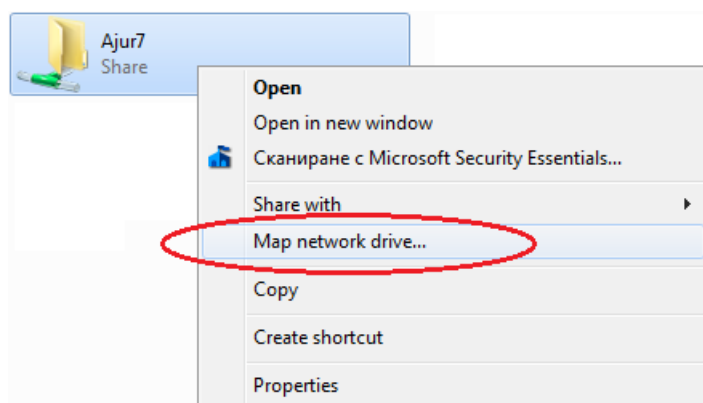 Ajur7
Share
Open
Open in new window
Сканиране с Microsoft Security Essentials...
Share with
Map network drive...
Copy
Create shortcut
Properties